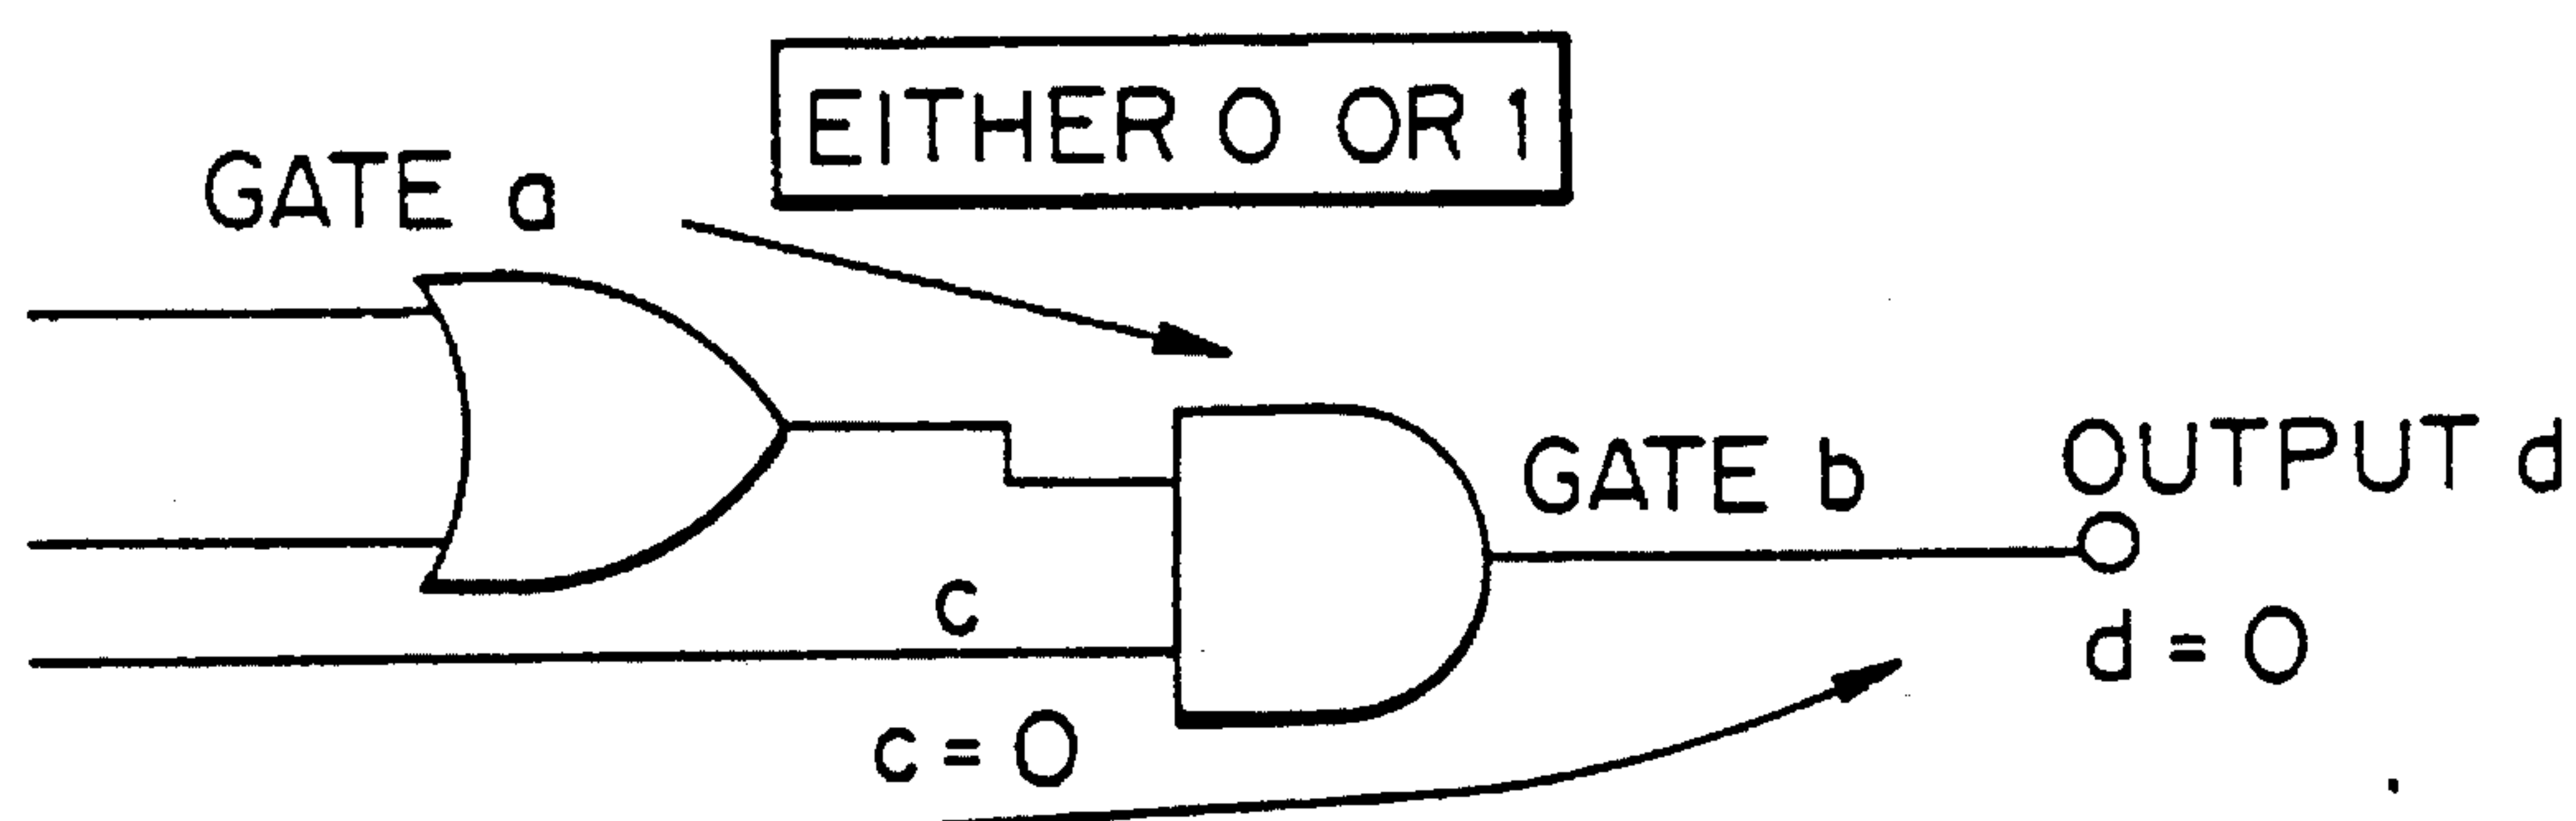 EITHER 0 OR 1
GATE a
GATE b
OUTPUT d
c
d = 0
c = 0